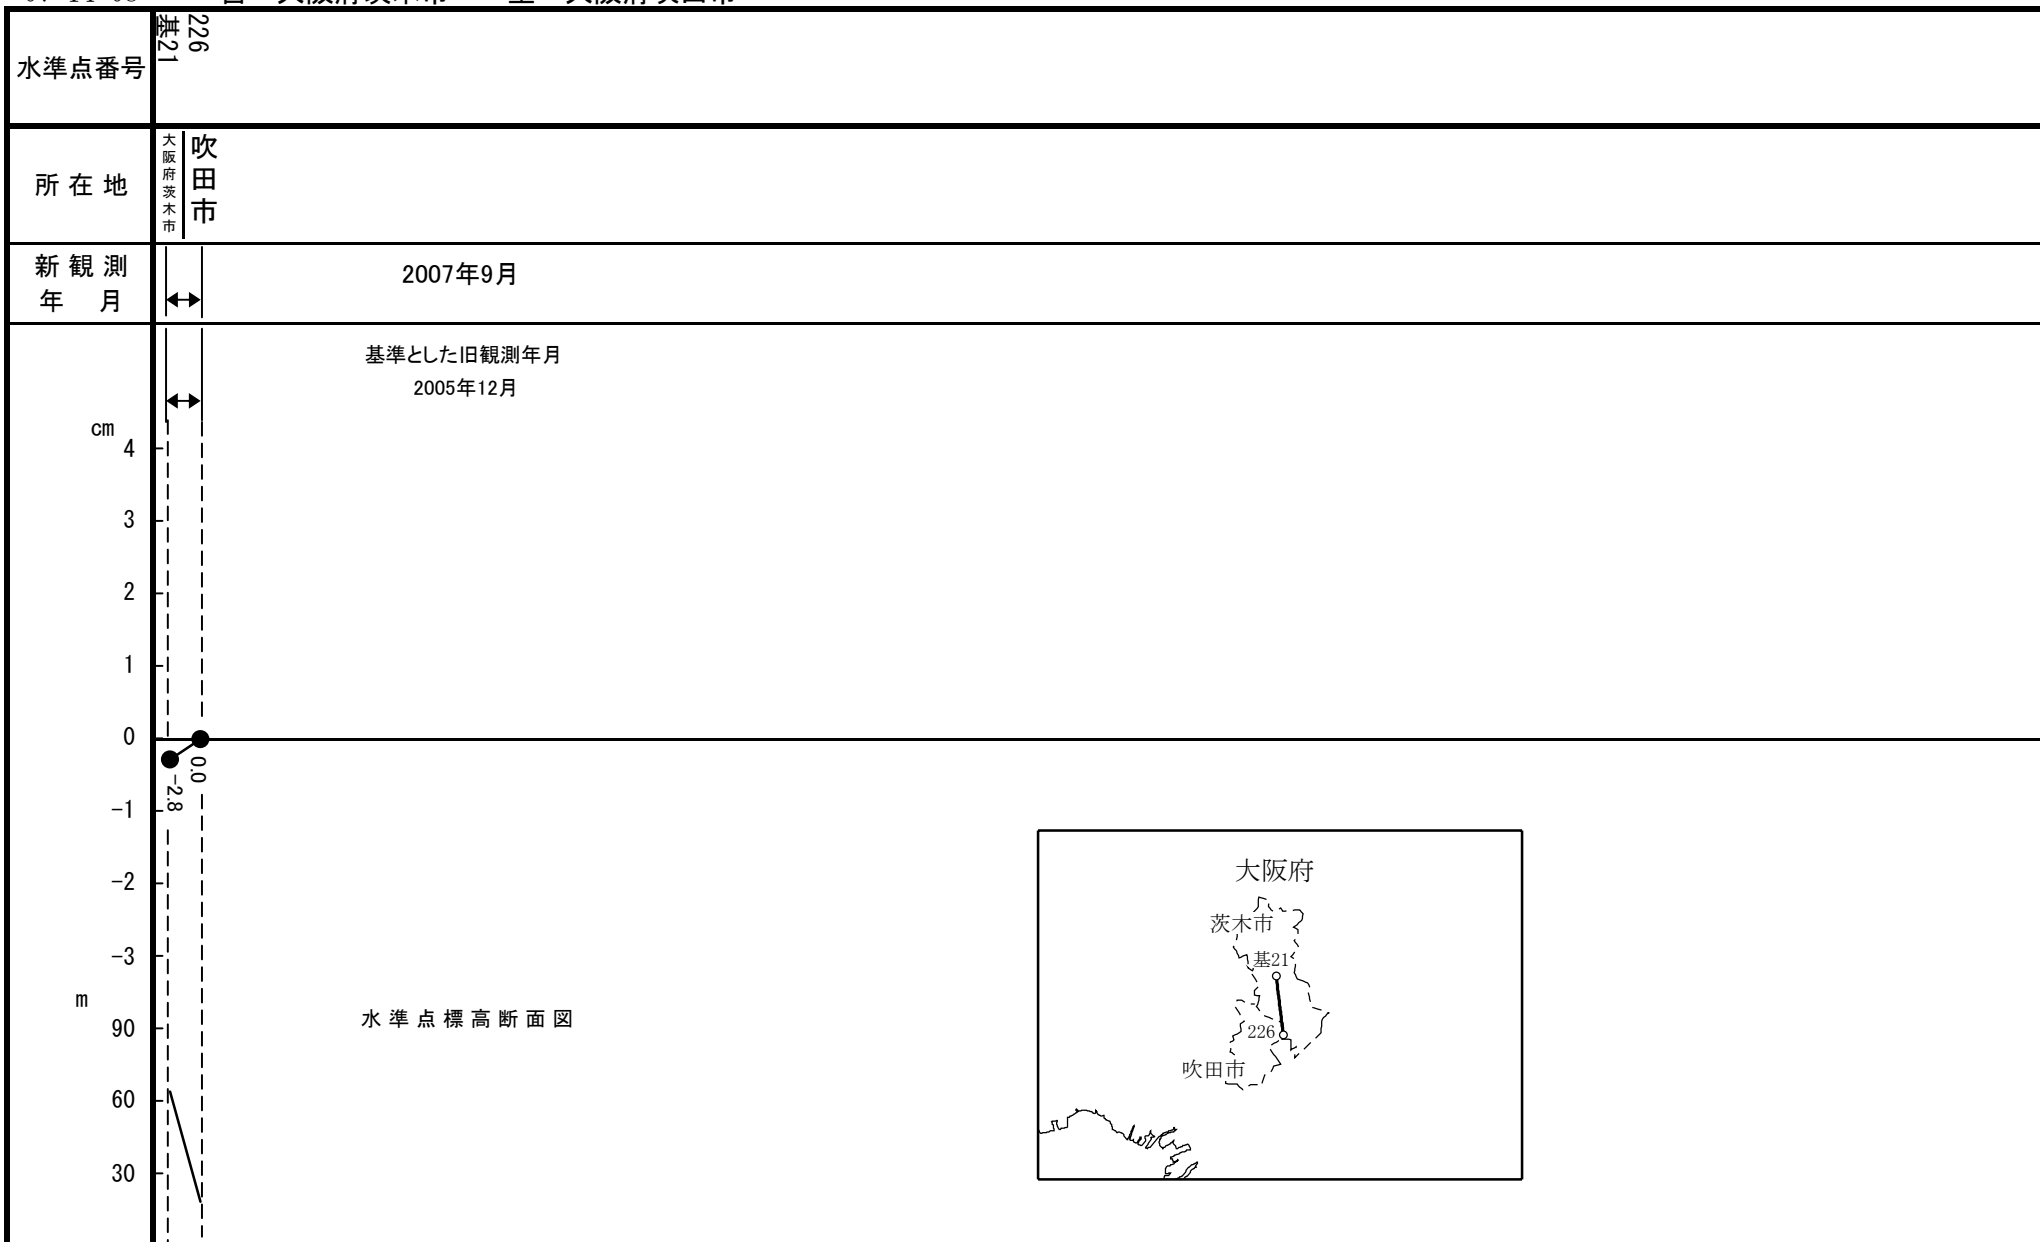 水準点番号
基21
226
所在地
大阪府茨木市
吹田市
新観測
年 月
2007年9月
基準とした旧観測年月
2005年12月
cm
4
3
2
1
0
-1
-2
-3
-2.8
0.0
m
90
60
30
水準点標高断面図
大阪府
茨木市
基21
226
吹田市